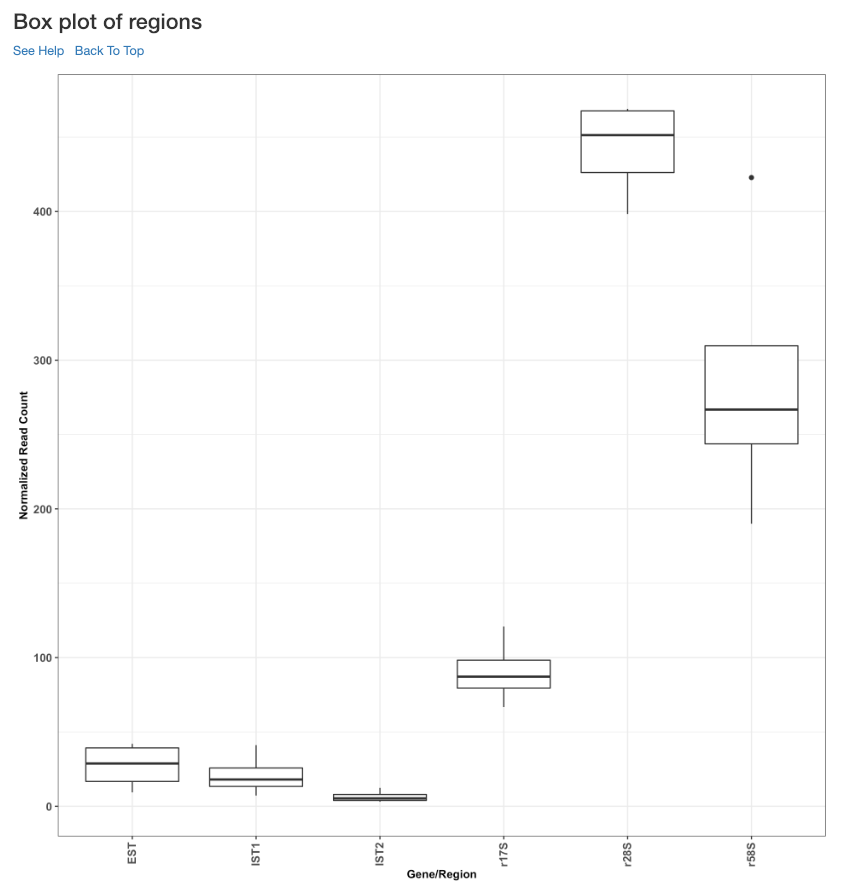 Box plot of regions
See Help Back To Top
Normalized Read Count
400
300
200
100
0
EST
IST1
IST2
r17S
r28S
r58S
Gene/Region